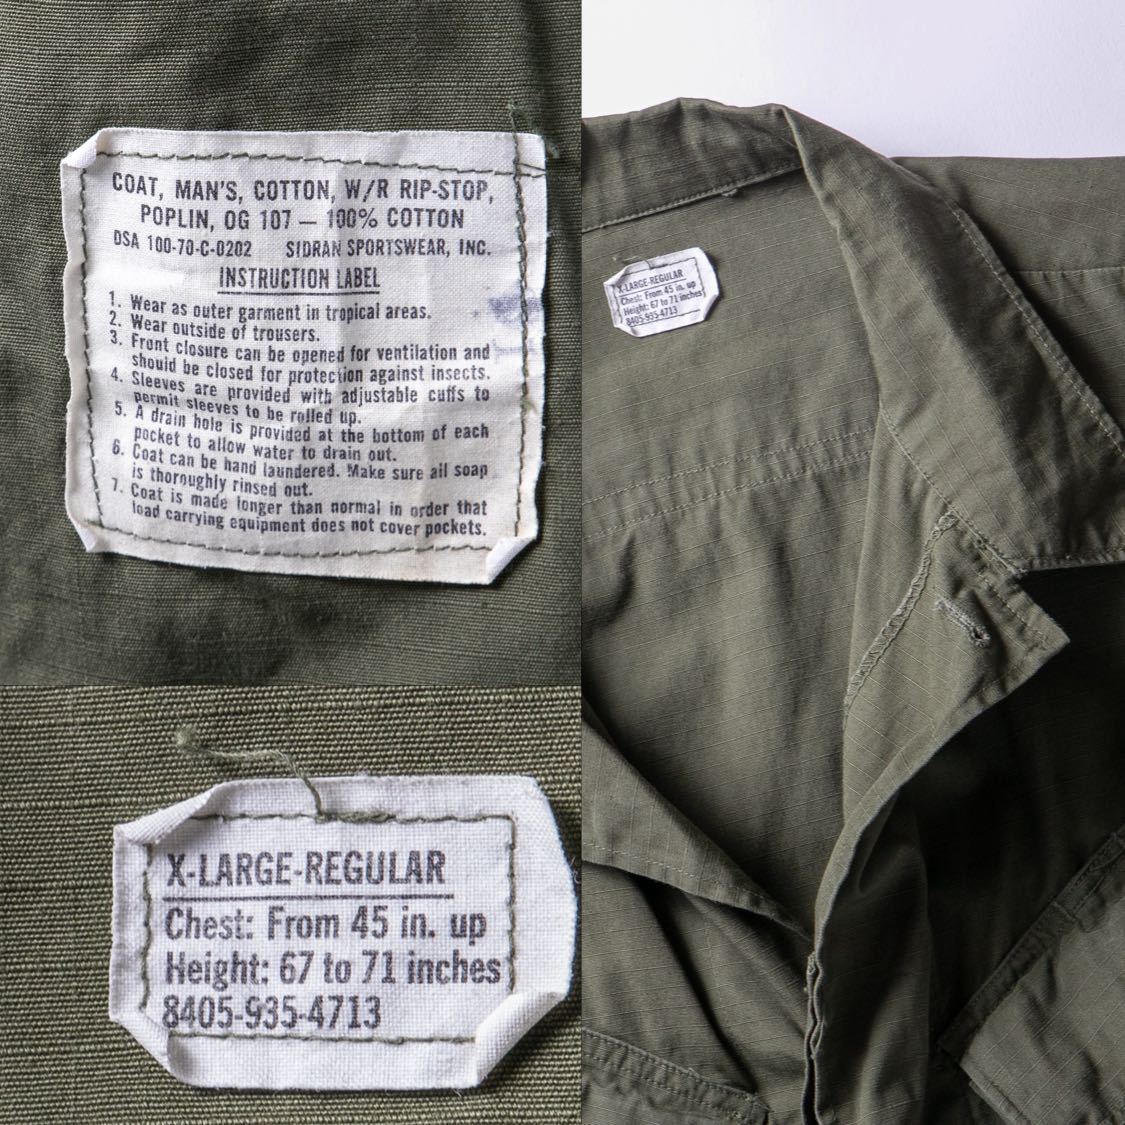 COAT, MAN'S, COTTON, W/R RIP-STOP,
POPLIN, OG 107 — 100% COTTON
DSA 100-70-C-0202 SIDRAN SPORTSWEAR, INC.
INSTRUCTION LABEL
1. Wear as outer garment in tropical areas.
2. Wear outside of trousers.
3. Front closure can be opened for ventilation and
should be closed for protection against insects.
4. Sleeves are provided with adjustable cuffs to
permit sleeves to be rolled up.
5. A drain hole is provided at the bottom of each
pocket to allow water to drain out.
6. Coat can be hand laundered. Make sure all soap
is thoroughly rinsed out.
7. Coat is made longer than normal in order that
load carrying equipment does not cover pockets.
X-LARGE-REGULAR
Chest: From 45 in. up
Height: 67 to 71 inches
8405-935-4713
X-LARGE-REGULAR
Chest: From 45 in. up
Height: 67 to 71 inches
8405-935-4713